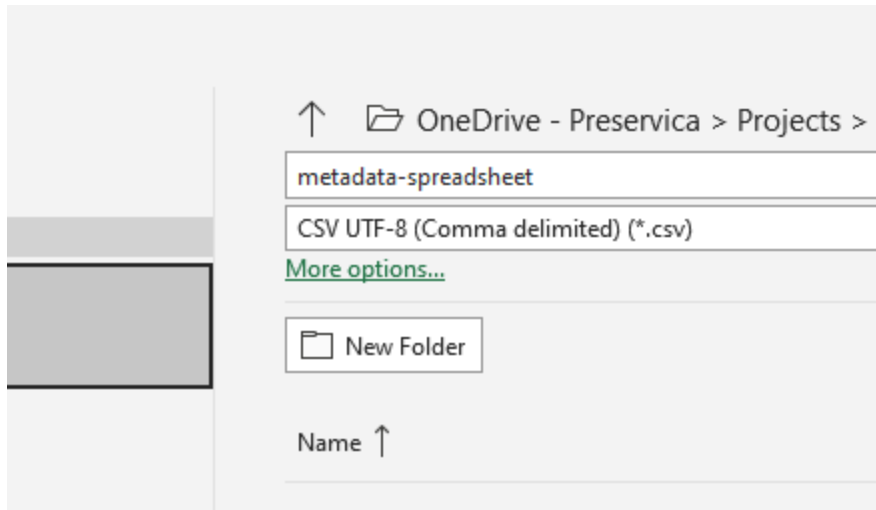 OneDrive - Preservica > Projects >
metadata-spreadsheet
CSV UTF-8 (Comma delimited) (*.csv)
More options...
New Folder
Name